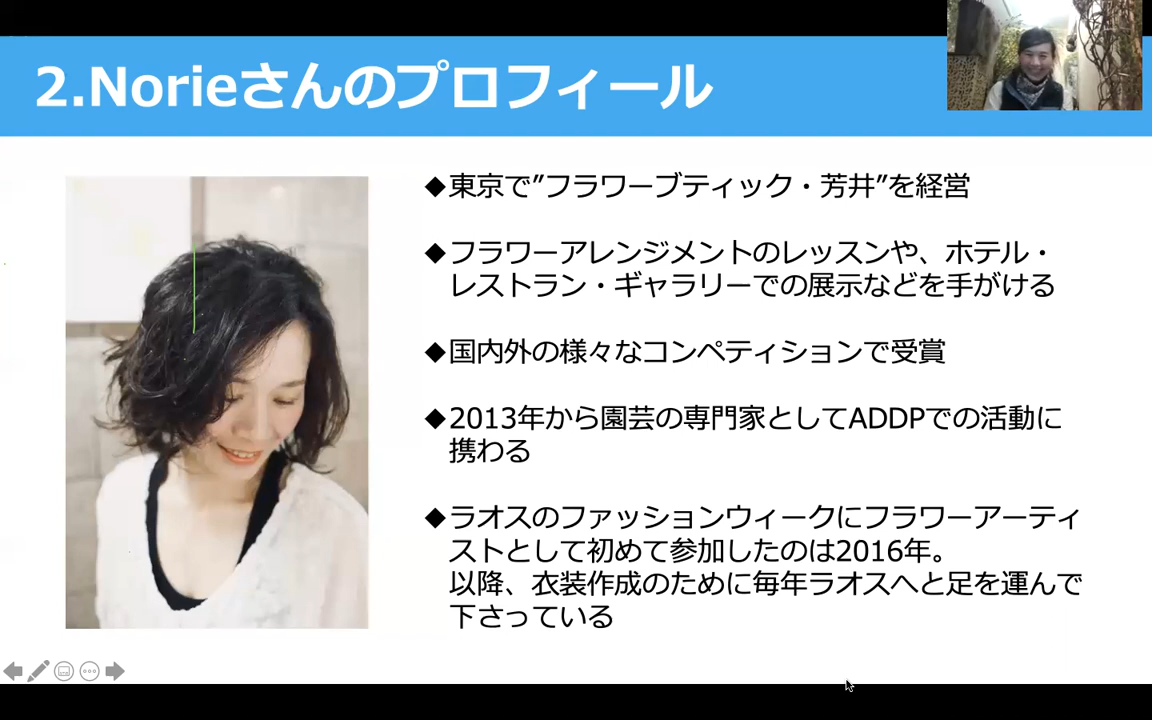 2.Norieさんのプロフィール
◆東京で”フラワーブティック・芳井”を経営
◆フラワーアレンジメントのレッスンや、ホテル・
レストラン・ギャラリーでの展示などを手がける
◆国内外の様々なコンペティションで受賞
◆2013年から園芸の専門家としてADDPでの活動に
携わる
◆ラオスのファッションウィークにフラワーアーティ
ストとして初めて参加したのは2016年。
以降、衣装作成のために毎年ラオスへと足を運んで
下さっている